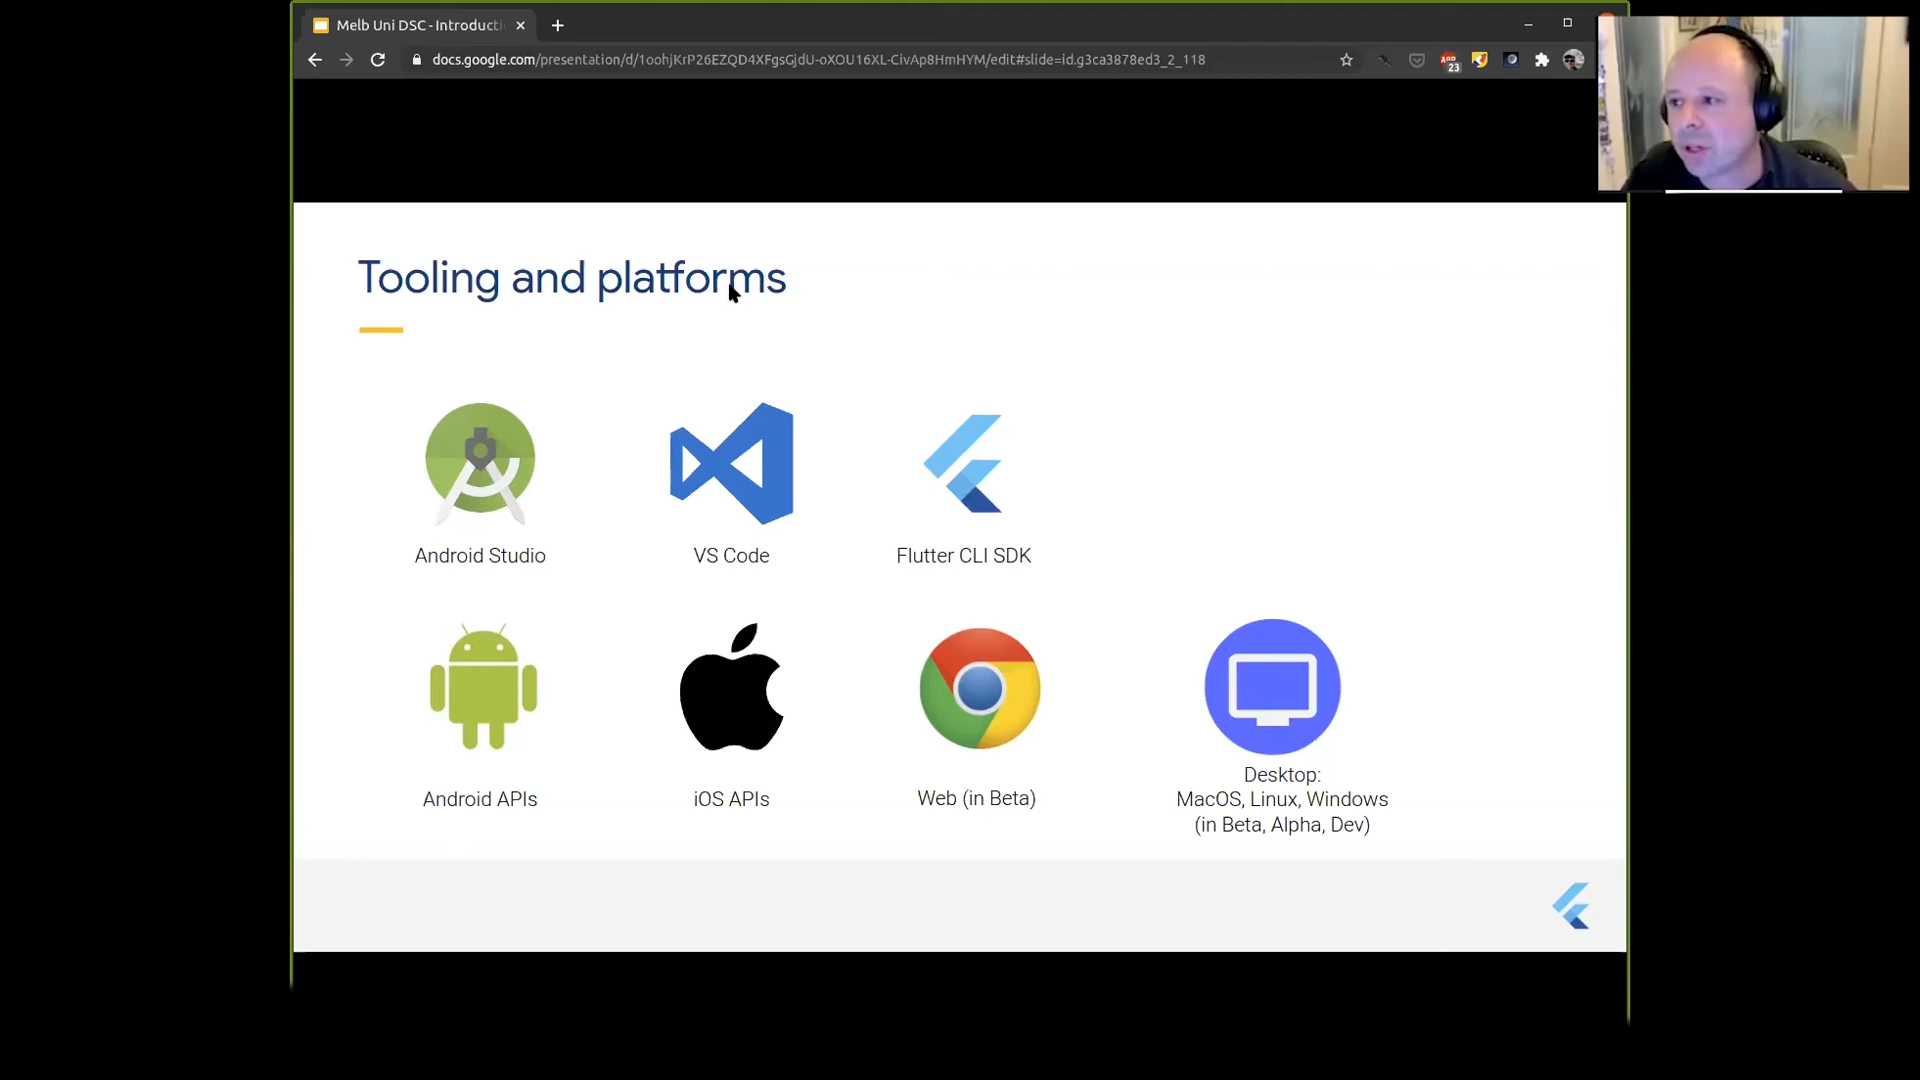 Melb Uni DSC - Introducti
docs.google.com/presentation/d/1oohjKrP26EZQD4XFgsGjdU-oXOU16XL-CivAp8HmHYM/edit#slide=id.g3ca3878ed3_2_118
23
Tooling and platforms
Android Studio
VS Code
Flutter CLI SDK
Android APIs
iOS APIs
Web (in Beta)
Desktop:
MacOS, Linux, Windows
(in Beta, Alpha, Dev)